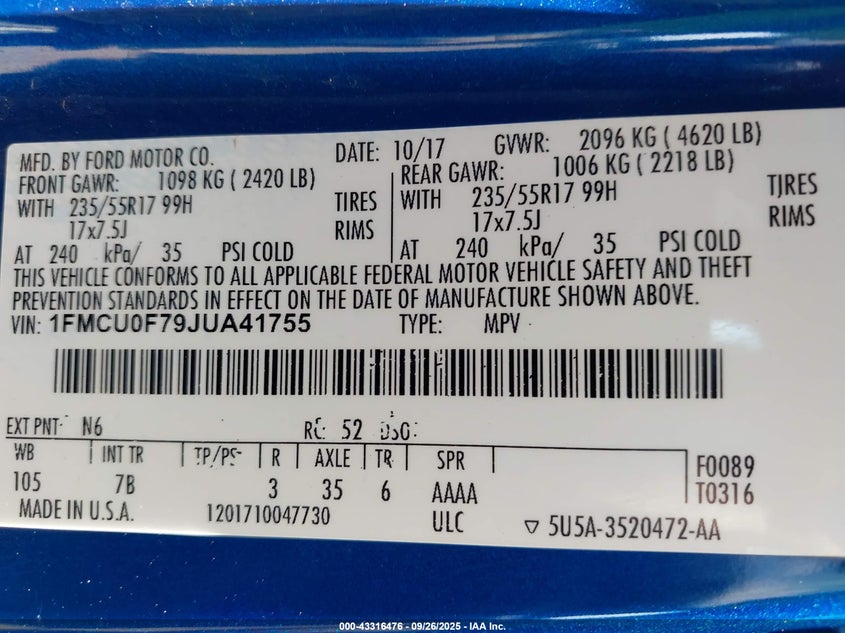 MFD. BY FORD MOTOR CO. DATE: 10/17 GVWR: 2096 KG ( 4620 LB)
FRONT GAWR: 1098 KG ( 2420 LB) REAR GAWR: 1006 KG ( 2218 LB)
WITH 235/55R17 99H TIRES WITH 235/55R17 99H TIRES
17x7.5J RIMS 17x7.5J RIMS
AT 240 kPa/ 35 PSI COLD AT 240 kPa/ 35 PSI COLD
THIS VEHICLE CONFORMS TO ALL APPLICABLE FEDERAL MOTOR VEHICLE SAFETY AND THEFT
PREVENTION STANDARDS IN EFFECT ON THE DATE OF MANUFACTURE SHOWN ABOVE.
VIN: 1FMCU0F79JUA41755 TYPE: MPV
EXT PNT: N6 52
WB INT TR TP/PS R AXLE TR SPR
105 7B 3 35 6 AAAA
F0089
T0316
MADE IN U.S.A. 1201710047730 ULC 5U5A-3520472-AA
000-43316476 - 09/26/2025 - IAA Inc.